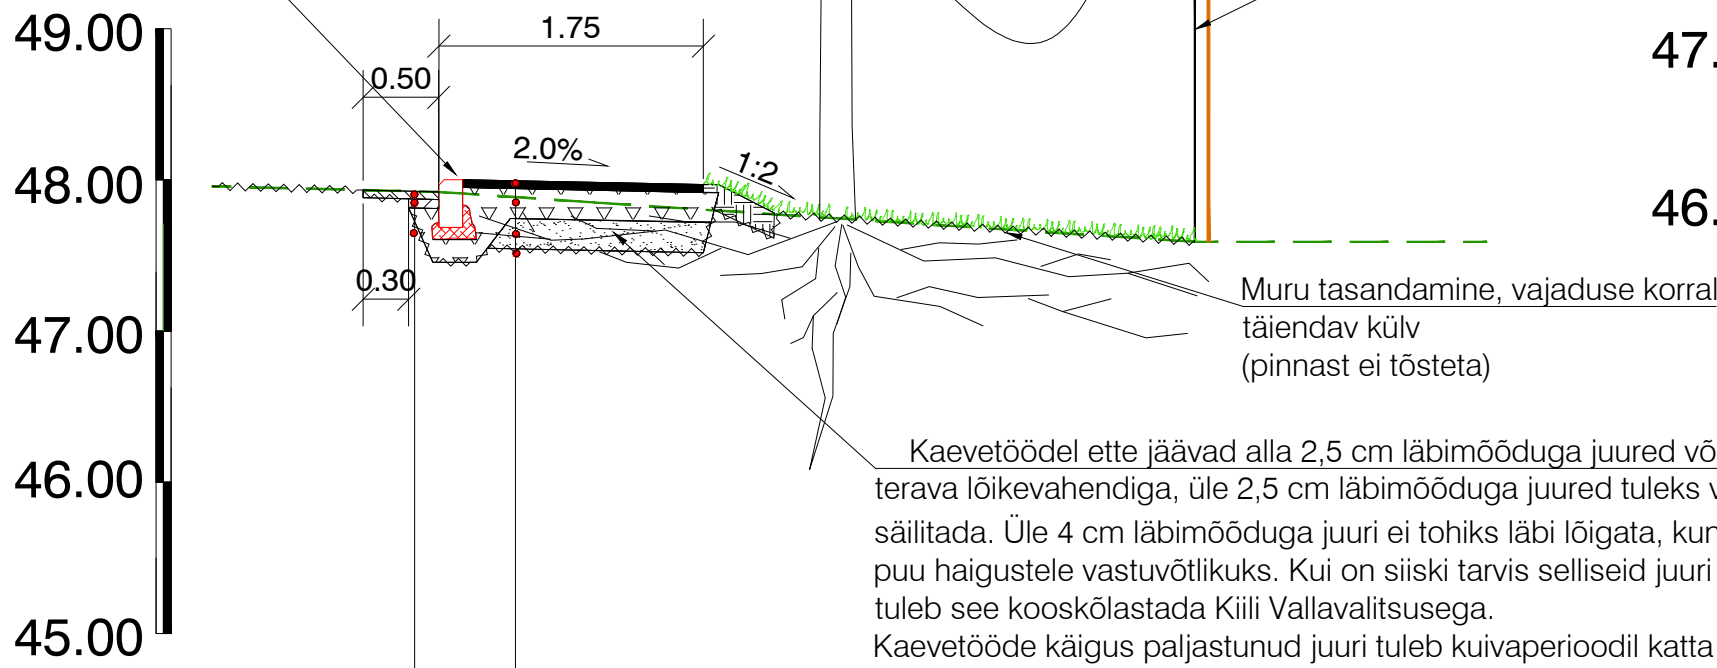 49.00
1.75
47.
0.50
2.0%
1:2
48.00
46.
0.30
Muru tasandamine, vajaduse korral
täiendav külv
(pinnast ei tõsteta)
47.00
Kaevetöödel ette jäävad alla 2,5 cm läbimõõduga juured võ
46.00
terava lõikevahendiga, üle 2,5 cm läbimõõduga juured tuleks v
säilitada. Üle 4 cm läbimõõduga juuri ei tohiks läbi lõigata, kun
puu haigustele vastuvõtlikuks. Kui on siiski tarvis selliseid juuri
tuleb see kooskõlastada Kiili Vallavalitsusega.
45.00
Kaevetööde käigus paljastunud juuri tuleb kuivaperioodil katta